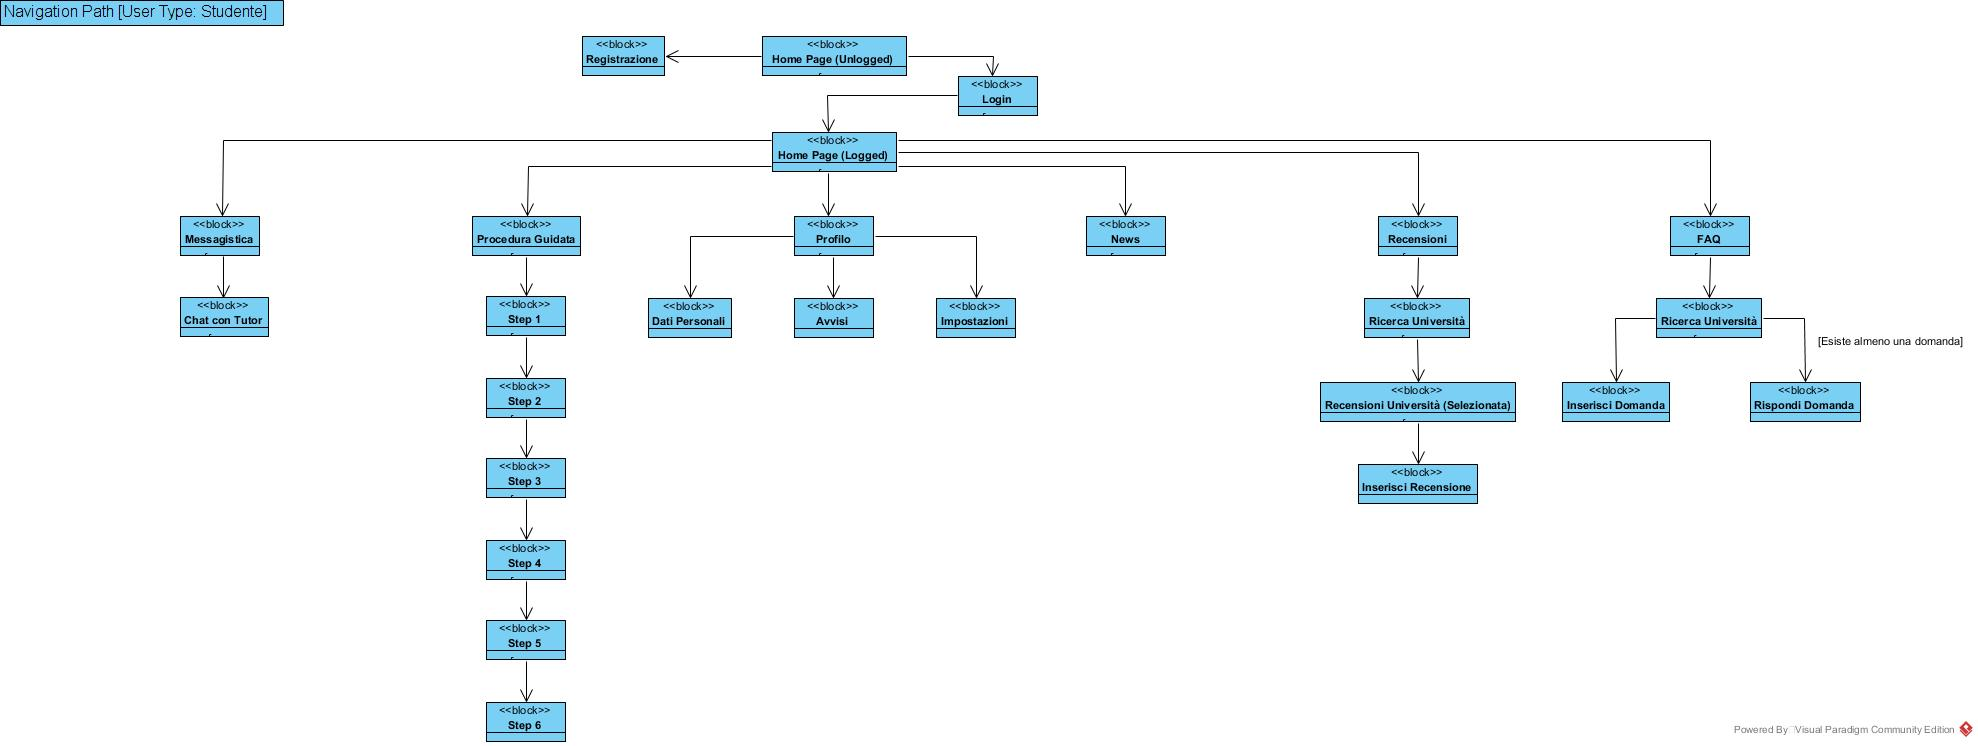 Navigation Path [User Type: Studente]
<<block>>
Registrazione
<<block>>
Home Page (Unlogged)
<<block>>
Login
<<block>>
Home Page (Logged)
<<block>>
Messagistica
<<block>>
Procedura Guidata
<<block>>
Profilo
<<block>>
News
<<block>>
Recensioni
<<block>>
FAQ
<<block>>
Chat con Tutor
<<block>>
Step 1
<<block>>
Dati Personali
<<block>>
Avvisi
<<block>>
Impostazioni
<<block>>
Ricerca Università
<<block>>
Ricerca Università
[Esiste almeno una domanda]
<<block>>
Step 2
<<block>>
Recensioni Università (Selezionata)
<<block>>
Inserisci Domanda
<<block>>
Rispondi Domanda
<<block>>
Step 3
<<block>>
Inserisci Recensione
<<block>>
Step 4
<<block>>
Step 5
<<block>>
Step 6
Powered By Visual Paradigm Community Edition